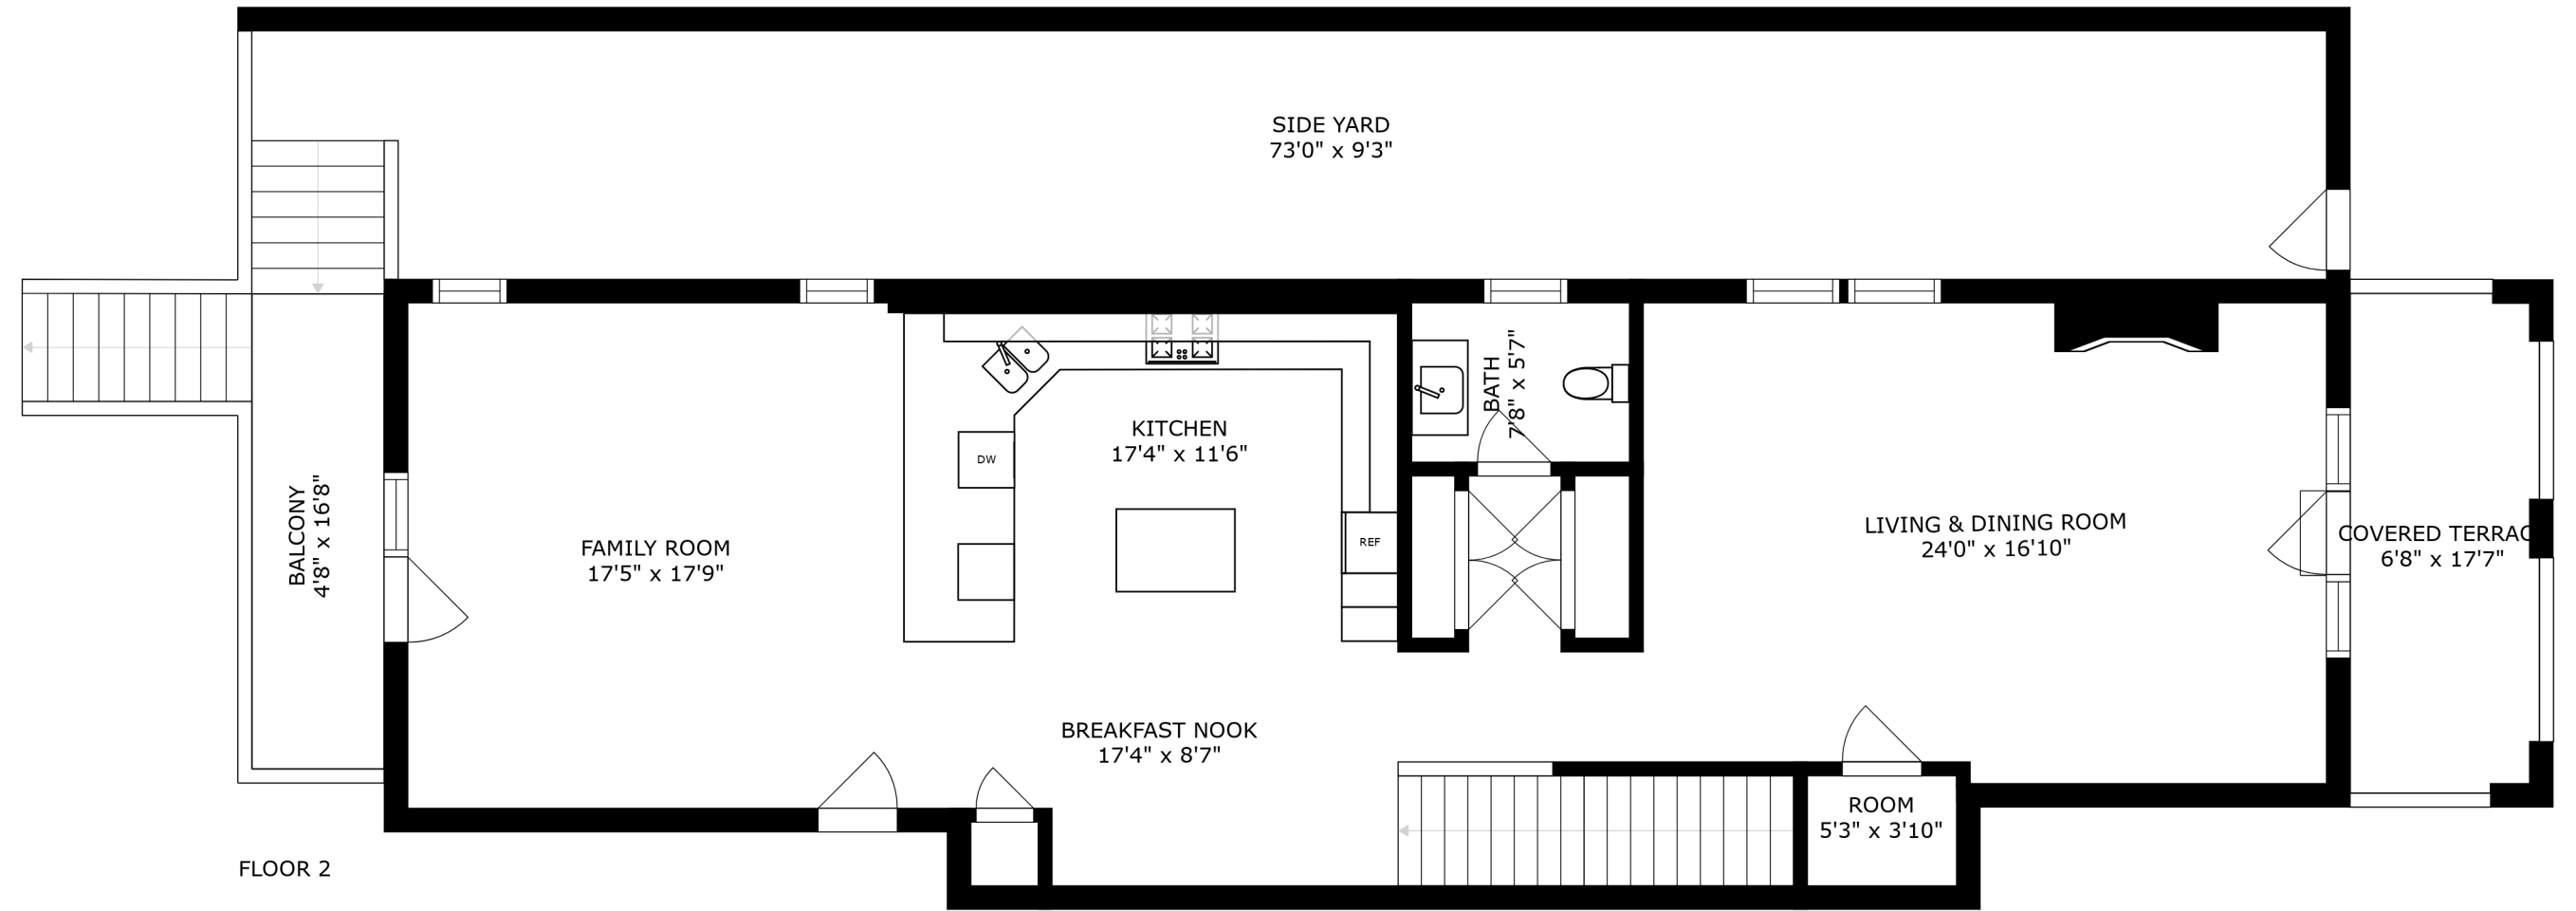 SIDE YARD
73'0" x 9'3"
BATH
7'8" x 5'7"
KITCHEN
17'4" x 11'6"
DW
REF
BALCONY
4'8" x 16'8"
FAMILY ROOM
17'5" x 17'9"
LIVING & DINING ROOM
24'0" x 16'10"
COVERED TERRAC
6'8" x 17'7"
BREAKFAST NOOK
17'4" x 8'7"
ROOM
5'3" x 3'10"
FLOOR 2